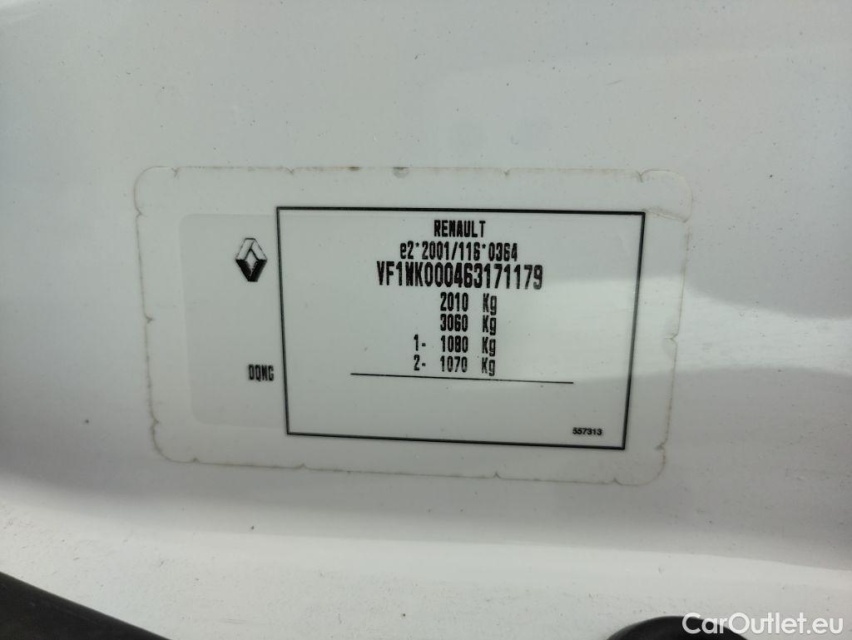 RENAULT
e2*2001/116*0364
VF1WK000463171179
2010 Kg
3060 Kg
1- 1080 Kg
2- 1070 Kg
DQNG
557313
CarOutlet.eu